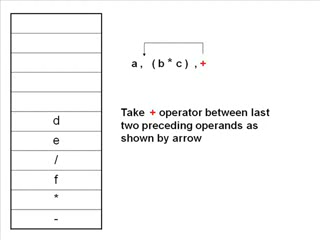 a , ( b * c ) , +
Take + operator between last
two preceding operands as
shown by arrow
d
e
/
f
*
-